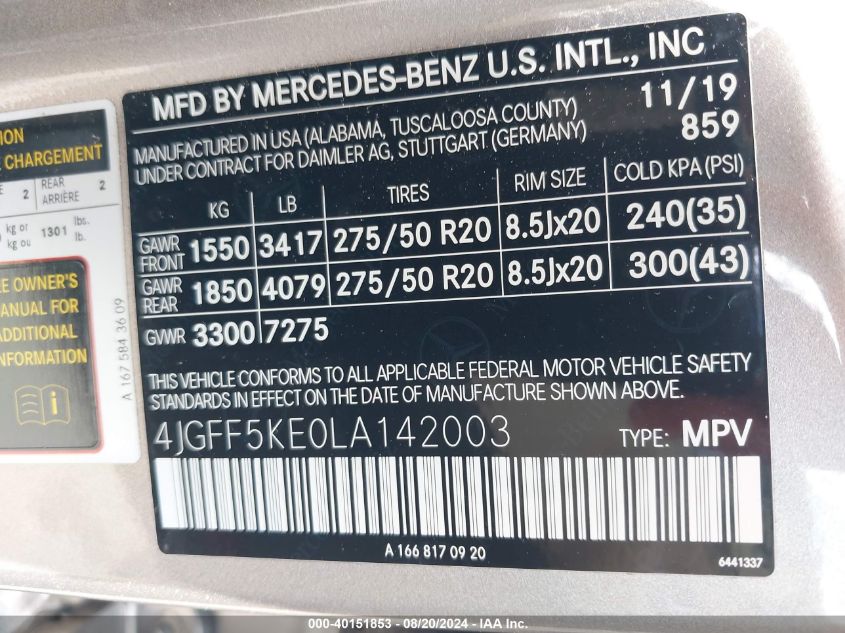 MFD BY MERCEDES-BENZ U.S. INTL., INC
11/19
MANUFACTURED IN USA (ALABAMA, TUSCALOOSA COUNTY)
UNDER CONTRACT FOR DAIMLER AG, STUTTGART (GERMANY)
859
KG LB TIRES RIM SIZE COLD KPA (PSI)
GAWR FRONT 1550 3417 275/50 R20 8.5Jx20 240(35)
GAWR REAR 1850 4079 275/50 R20 8.5Jx20 300(43)
GVWR 3300 7275
THIS VEHICLE CONFORMS TO ALL APPLICABLE FEDERAL MOTOR VEHICLE SAFETY
STANDARDS IN EFFECT ON THE DATE OF MANUFACTURE SHOWN ABOVE.
4JGFF5KE0LA142003 TYPE: MPV
A 166 817 09 20
6441337
CHARGEMENT
2 REAR 2
ARRIÈRE
kg or 1301 lbs.
kg ou lb.
OWNER'S
MANUAL FOR
ADDITIONAL
INFORMATION
A 167 584 36 09
000-40151853 - 08/20/2024 - IAA Inc.